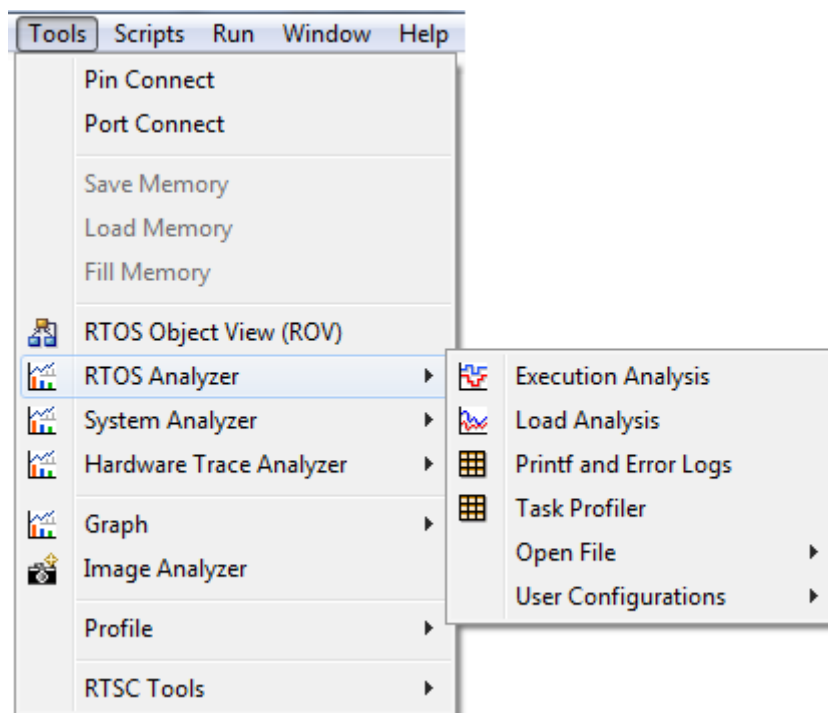 Tools Scripts Run Window Help
Pin Connect
Port Connect
Save Memory
Load Memory
Fill Memory
RTOS Object View (ROV)
RTOS Analyzer
System Analyzer
Hardware Trace Analyzer
Graph
Image Analyzer
Profile
RTSC Tools
Execution Analysis
Load Analysis
Printf and Error Logs
Task Profiler
Open File
User Configurations